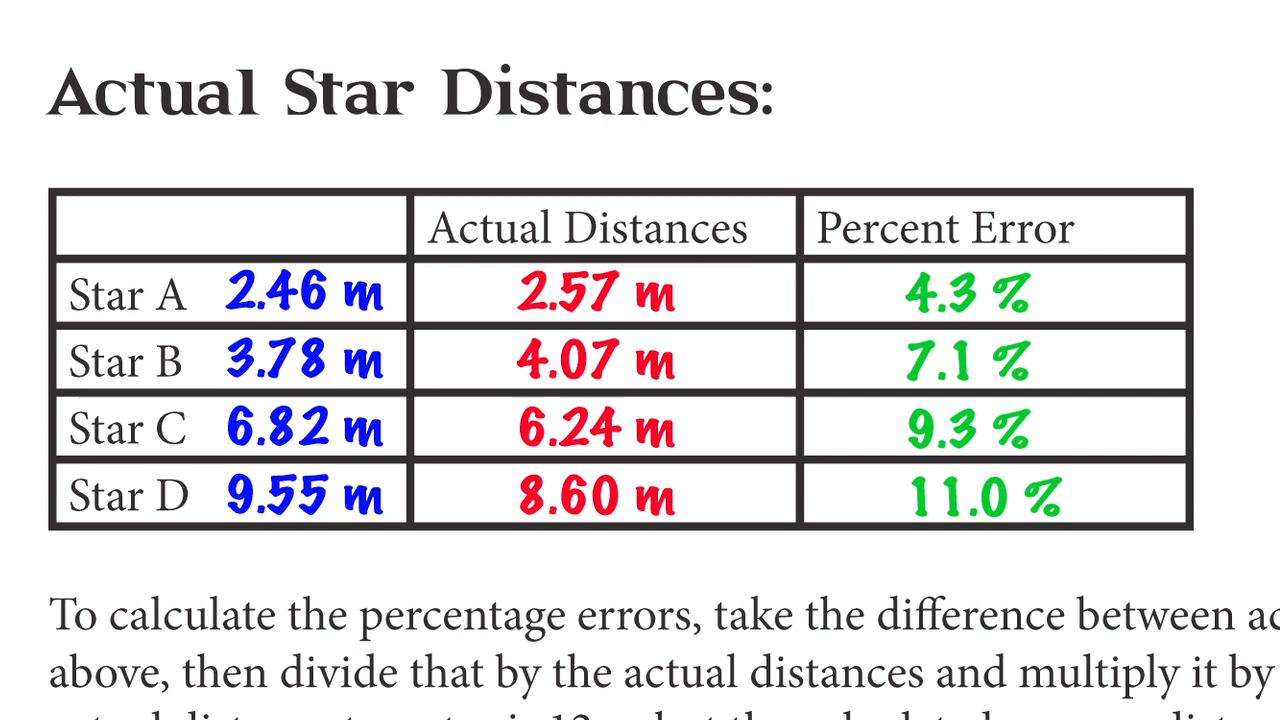 Actual Star Distances:
Actual Distances Percent Error
Star A 2.46 m 2.57 m 4.3 %
Star B 3.78 m 4.07 m 7.1 %
Star C 6.82 m 6.24 m 9.3 %
Star D 9.55 m 8.60 m 11.0 %
To calculate the percentage errors, take the difference between
above, then divide that by the actual distances and multiply it by